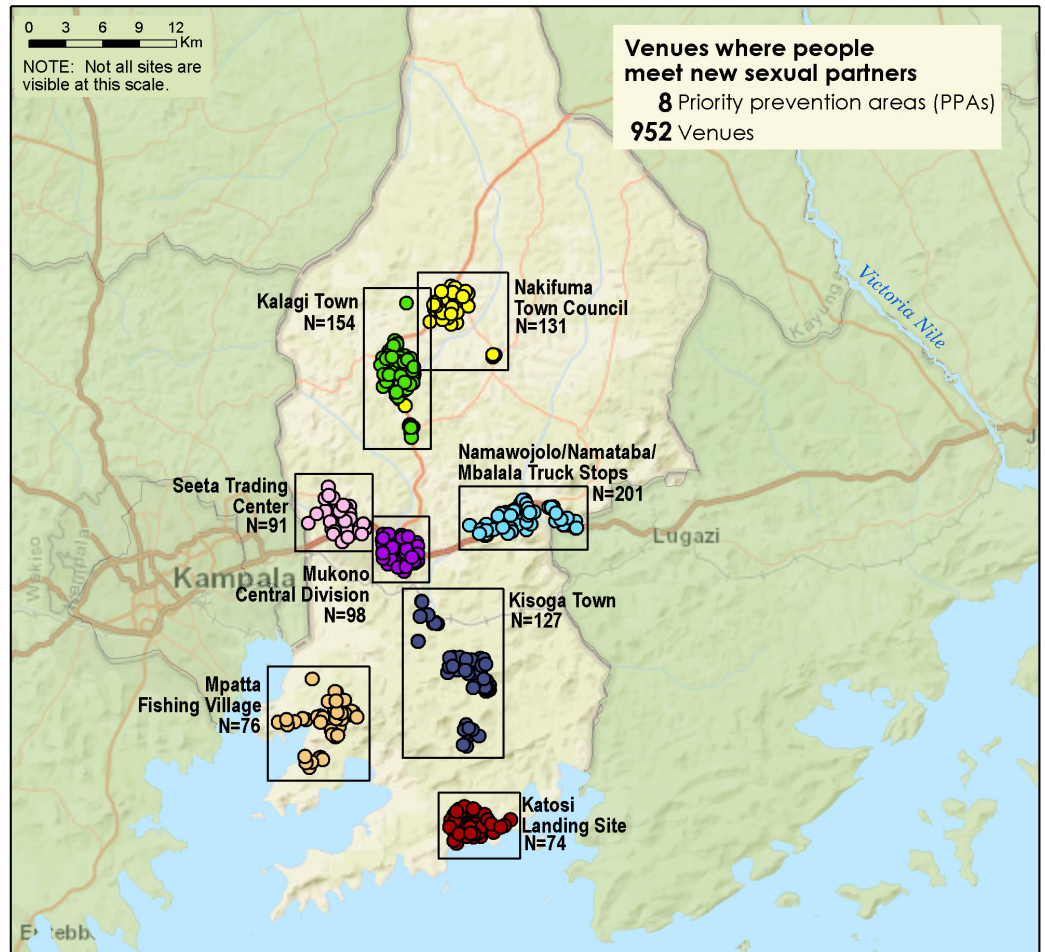 0 3 6 9 12
Km
NOTE: Not all sites are
visible at this scale.
Venues where people
meet new sexual partners
8 Priority prevention areas (PPAs)
952 Venues
Victoria Nile
Kayunga
Kalagi Town
N=154
Nakifuma
Town Council
N=131
Namawojolo/Namataba/
Mbalala Truck Stops
N=201
Seeta Trading
Center
N=91
Lugazi
Wakiso
Kampala
Kampala
Mukono
Central Division
N=98
Kisoga Town
N=127
Mpatta
Fishing Village
N=76
Katosi
Landing Site
N=74